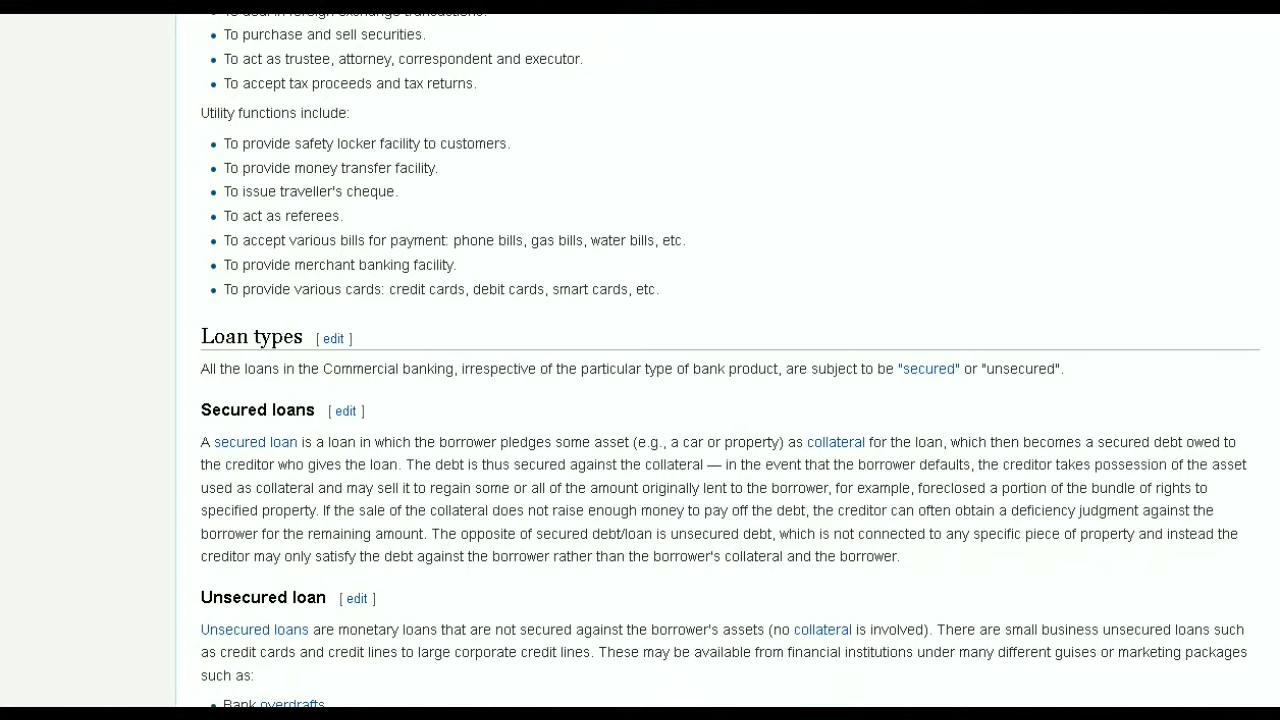 To deal in foreign exchange transactions.
To purchase and sell securities.
To act as trustee, attorney, correspondent and executor.
To accept tax proceeds and tax returns.
Utility functions include:
To provide safety locker facility to customers.
To provide money transfer facility.
To issue traveller's cheque.
To act as referees.
To accept various bills for payment: phone bills, gas bills, water bills, etc.
To provide merchant banking facility.
To provide various cards: credit cards, debit cards, smart cards, etc.
Loan types [ edit ]
All the loans in the Commercial banking, irrespective of the particular type of bank product, are subject to be "secured" or "unsecured".
Secured loans [ edit ]
A secured loan is a loan in which the borrower pledges some asset (e.g., a car or property) as collateral for the loan, which then becomes a secured debt owed to
the creditor who gives the loan. The debt is thus secured against the collateral — in the event that the borrower defaults, the creditor takes possession of the asset
used as collateral and may sell it to regain some or all of the amount originally lent to the borrower, for example, foreclosed a portion of the bundle of rights to
specified property. If the sale of the collateral does not raise enough money to pay off the debt, the creditor can often obtain a deficiency judgment against the
borrower for the remaining amount. The opposite of secured debt/loan is unsecured debt, which is not connected to any specific piece of property and instead the
creditor may only satisfy the debt against the borrower rather than the borrower's collateral and the borrower.
Unsecured loan [ edit ]
Unsecured loans are monetary loans that are not secured against the borrower's assets (no collateral is involved). There are small business unsecured loans such
as credit cards and credit lines to large corporate credit lines. These may be available from financial institutions under many different guises or marketing packages
such as:
Bank overdrafts